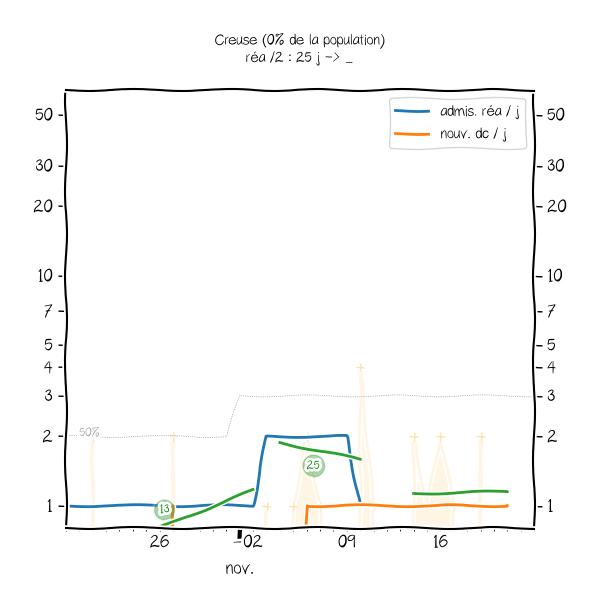 Creuse (0% de la population)
réa /2 : 25 j -> _
admis. réa / j
nouv. dc / j
50 50
30 30
20 20
10 10
7 7
5 5
4 4
3 3
50%
2 2
25
13
1 1
26 02 09 16
nov.